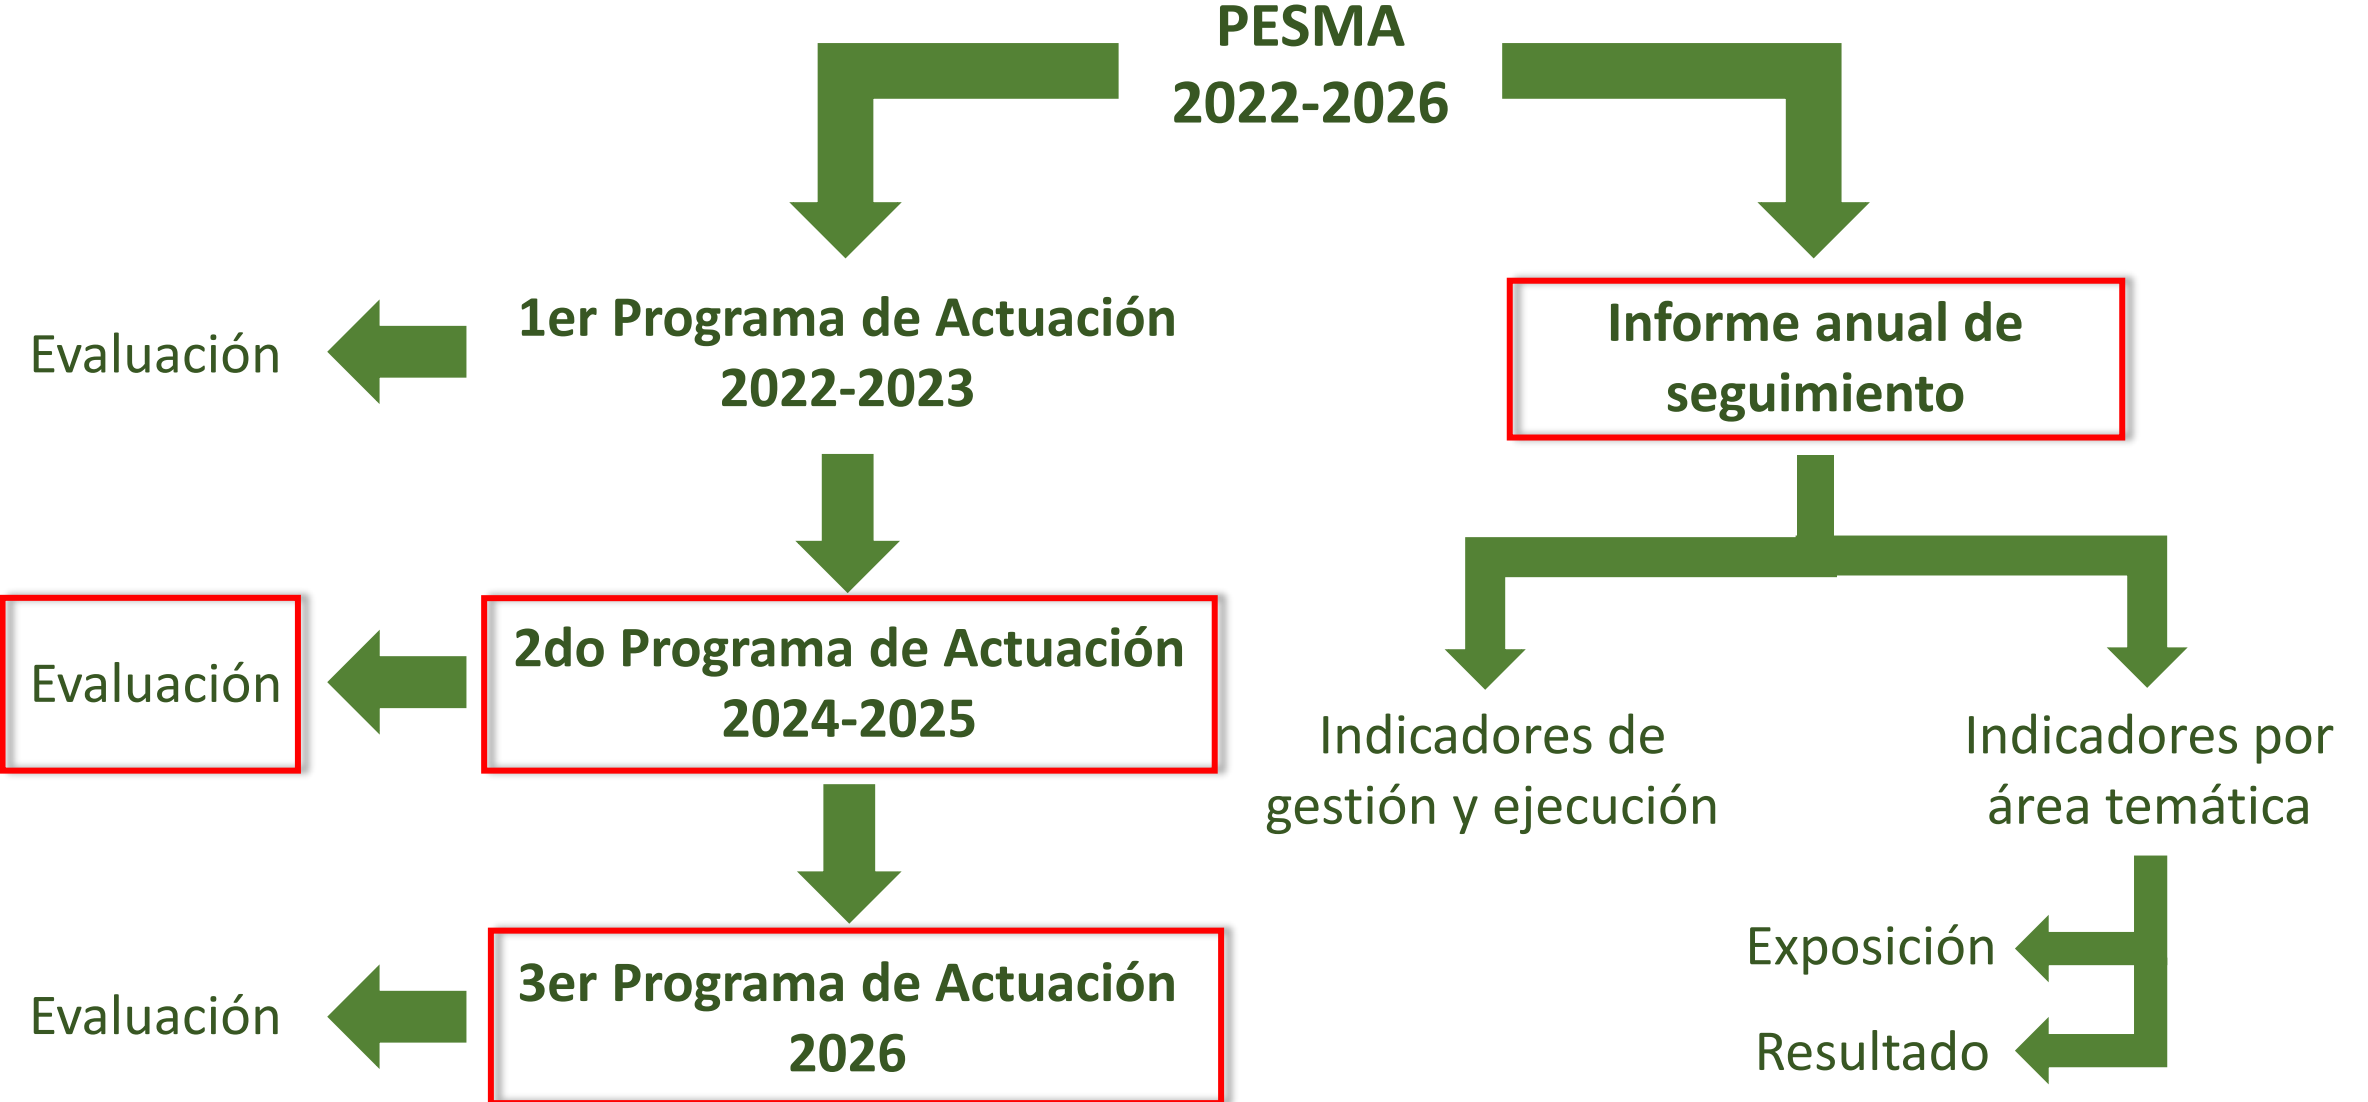 PESMA
2022-2026
Evaluación
1er Programa de Actuación
2022-2023
Informe anual de
seguimiento
Evaluación
2do Programa de Actuación
2024-2025
Indicadores de
gestión y ejecución
Indicadores por
área temática
Exposición
Resultado
Evaluación
3er Programa de Actuación
2026